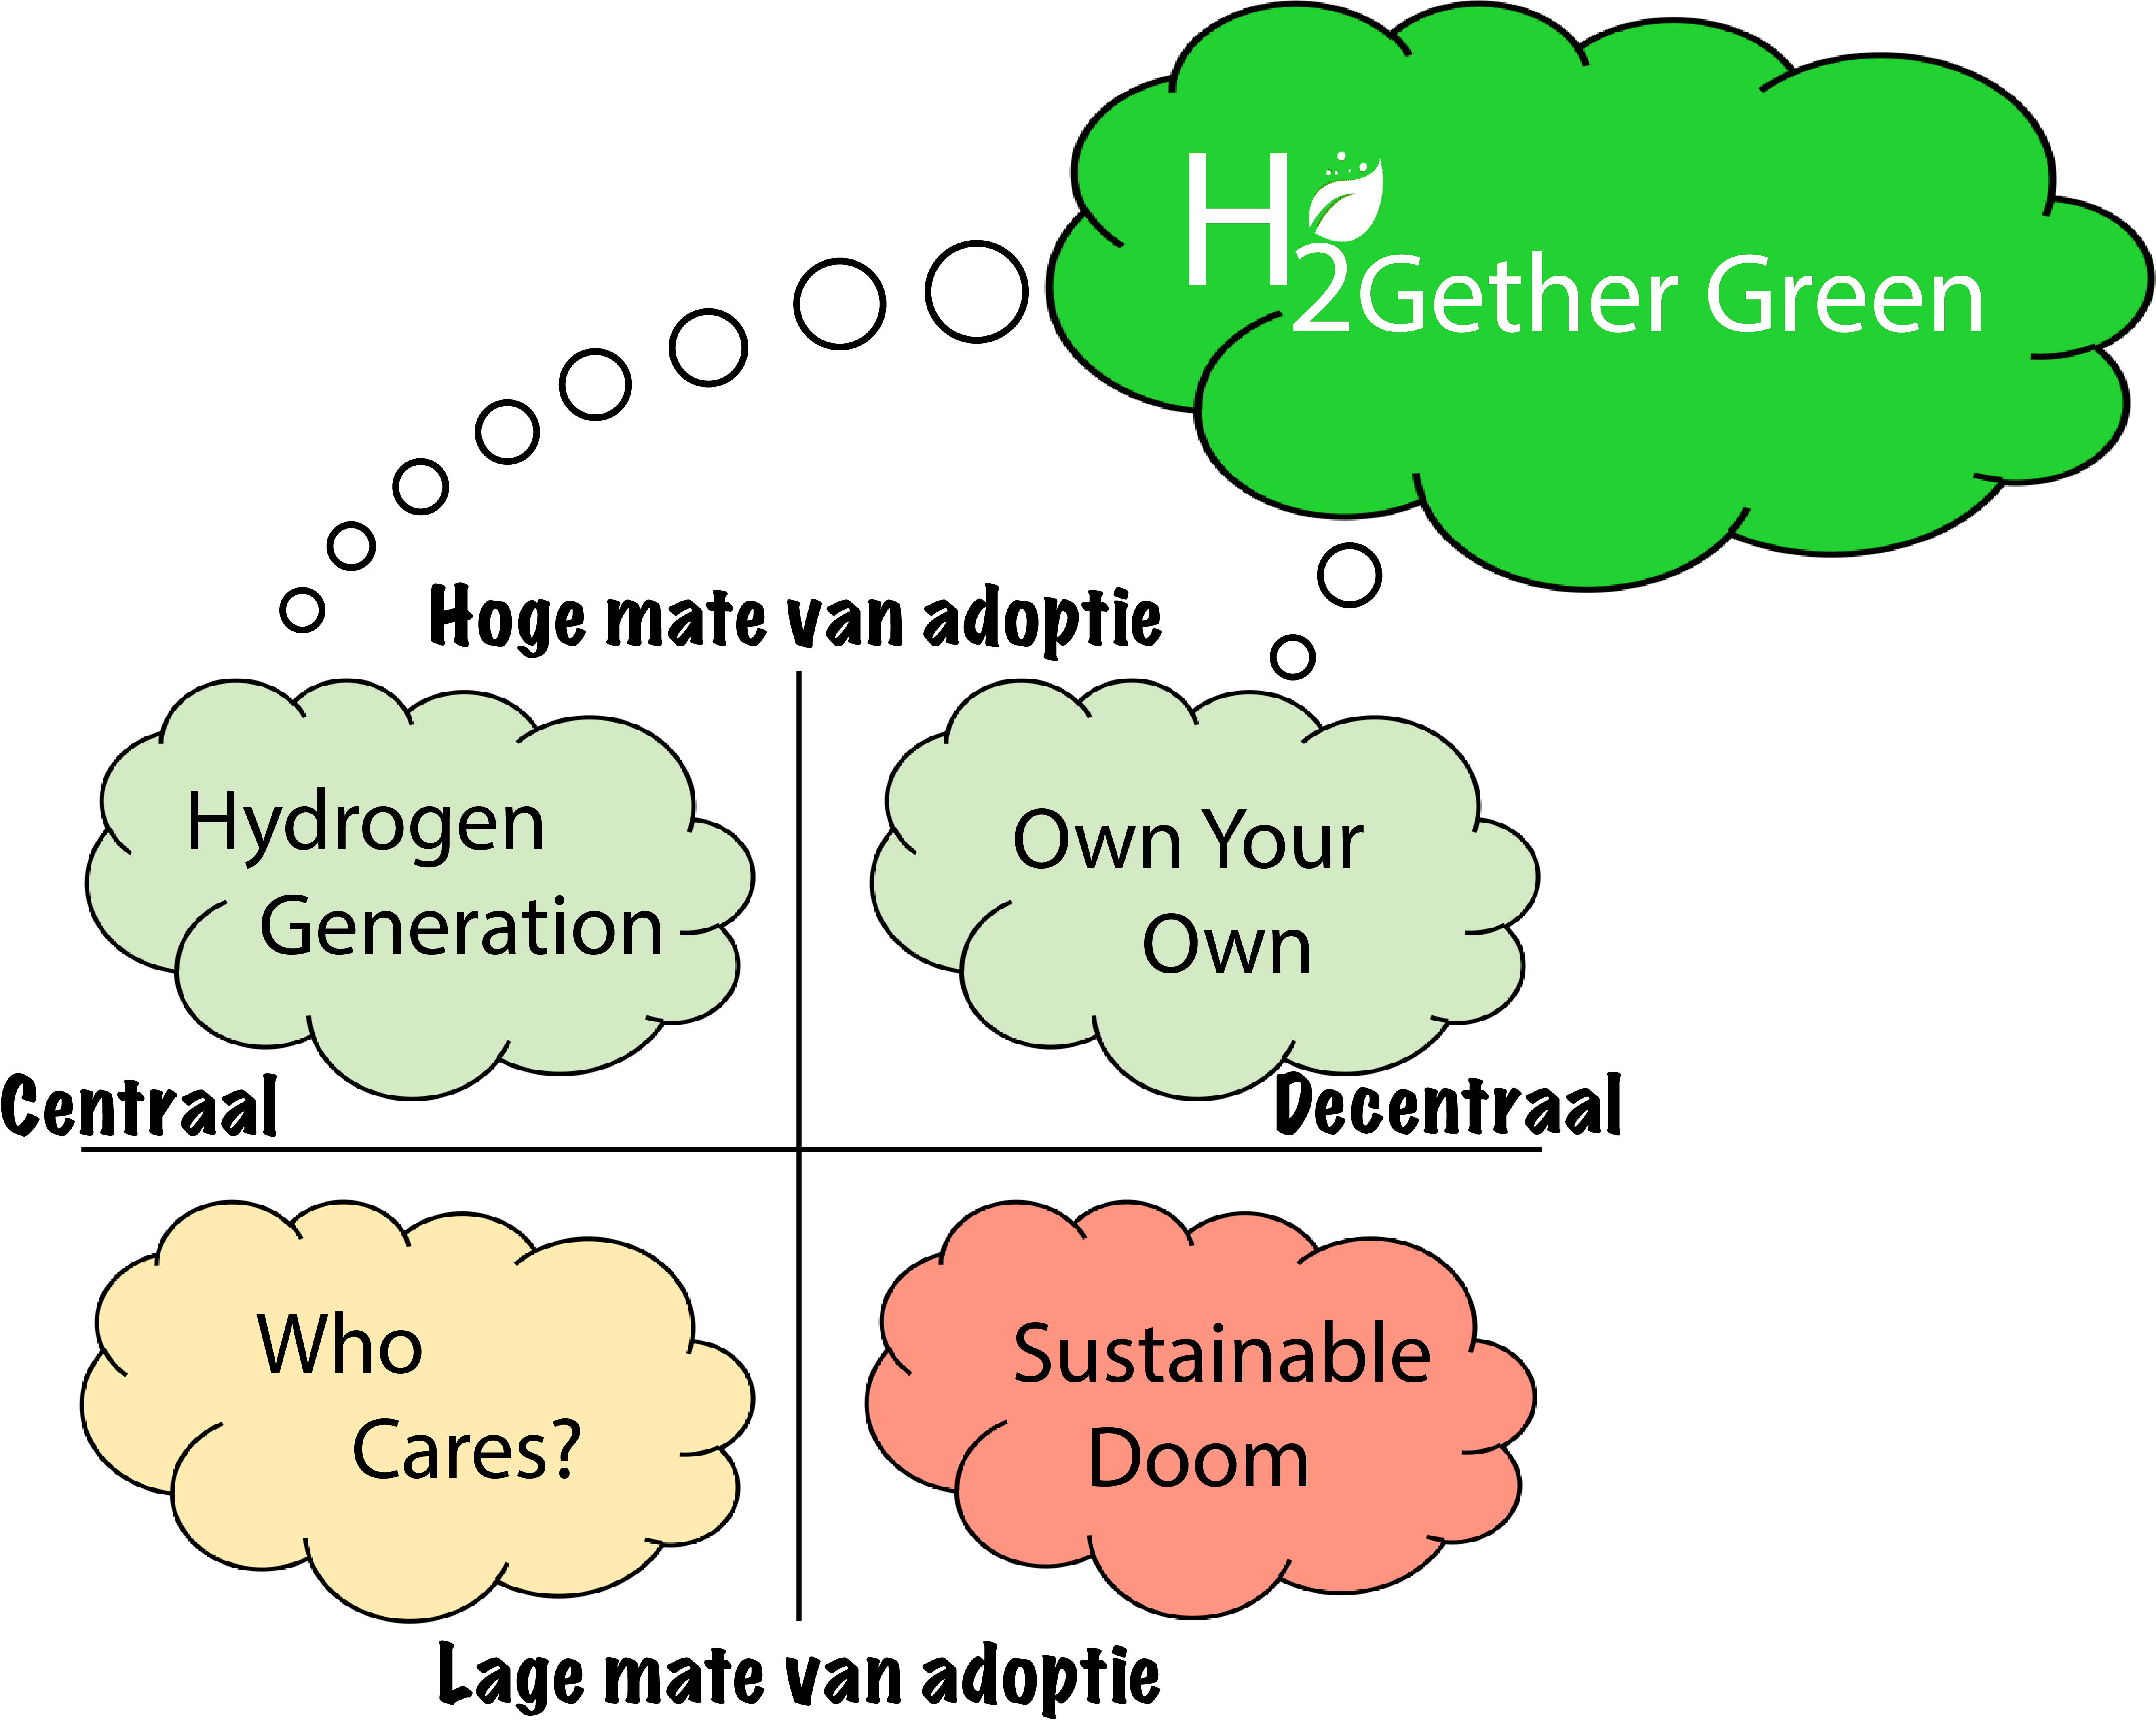 H2Gether Green
Hoge mate van adoptie
Hydrogen
Generation
Own Your
Own
Centraal
Decentraal
Who
Cares?
Sustainable
Doom
Lage mate van adoptie